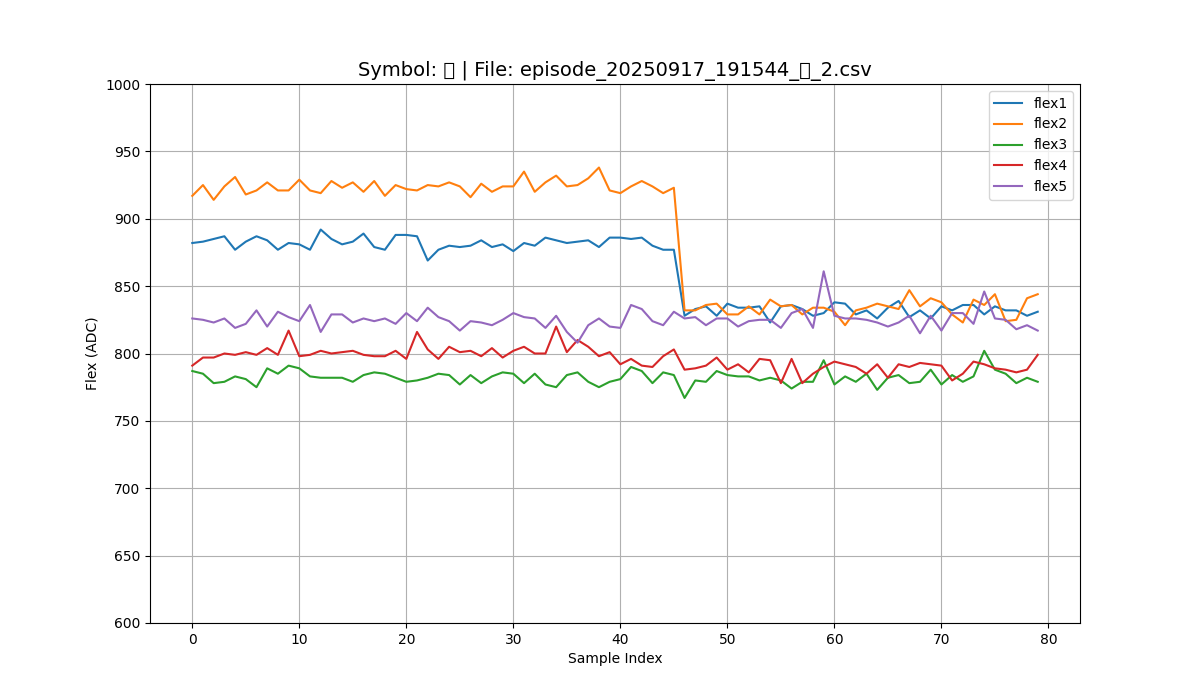 Symbol: | File: episode_20250917_191544__2.csv
flex1
flex2
flex3
flex4
flex5
Flex (ADC)
1000
950
900
850
800
750
700
650
600
0 10 20 30 40 50 60 70 80
Sample Index